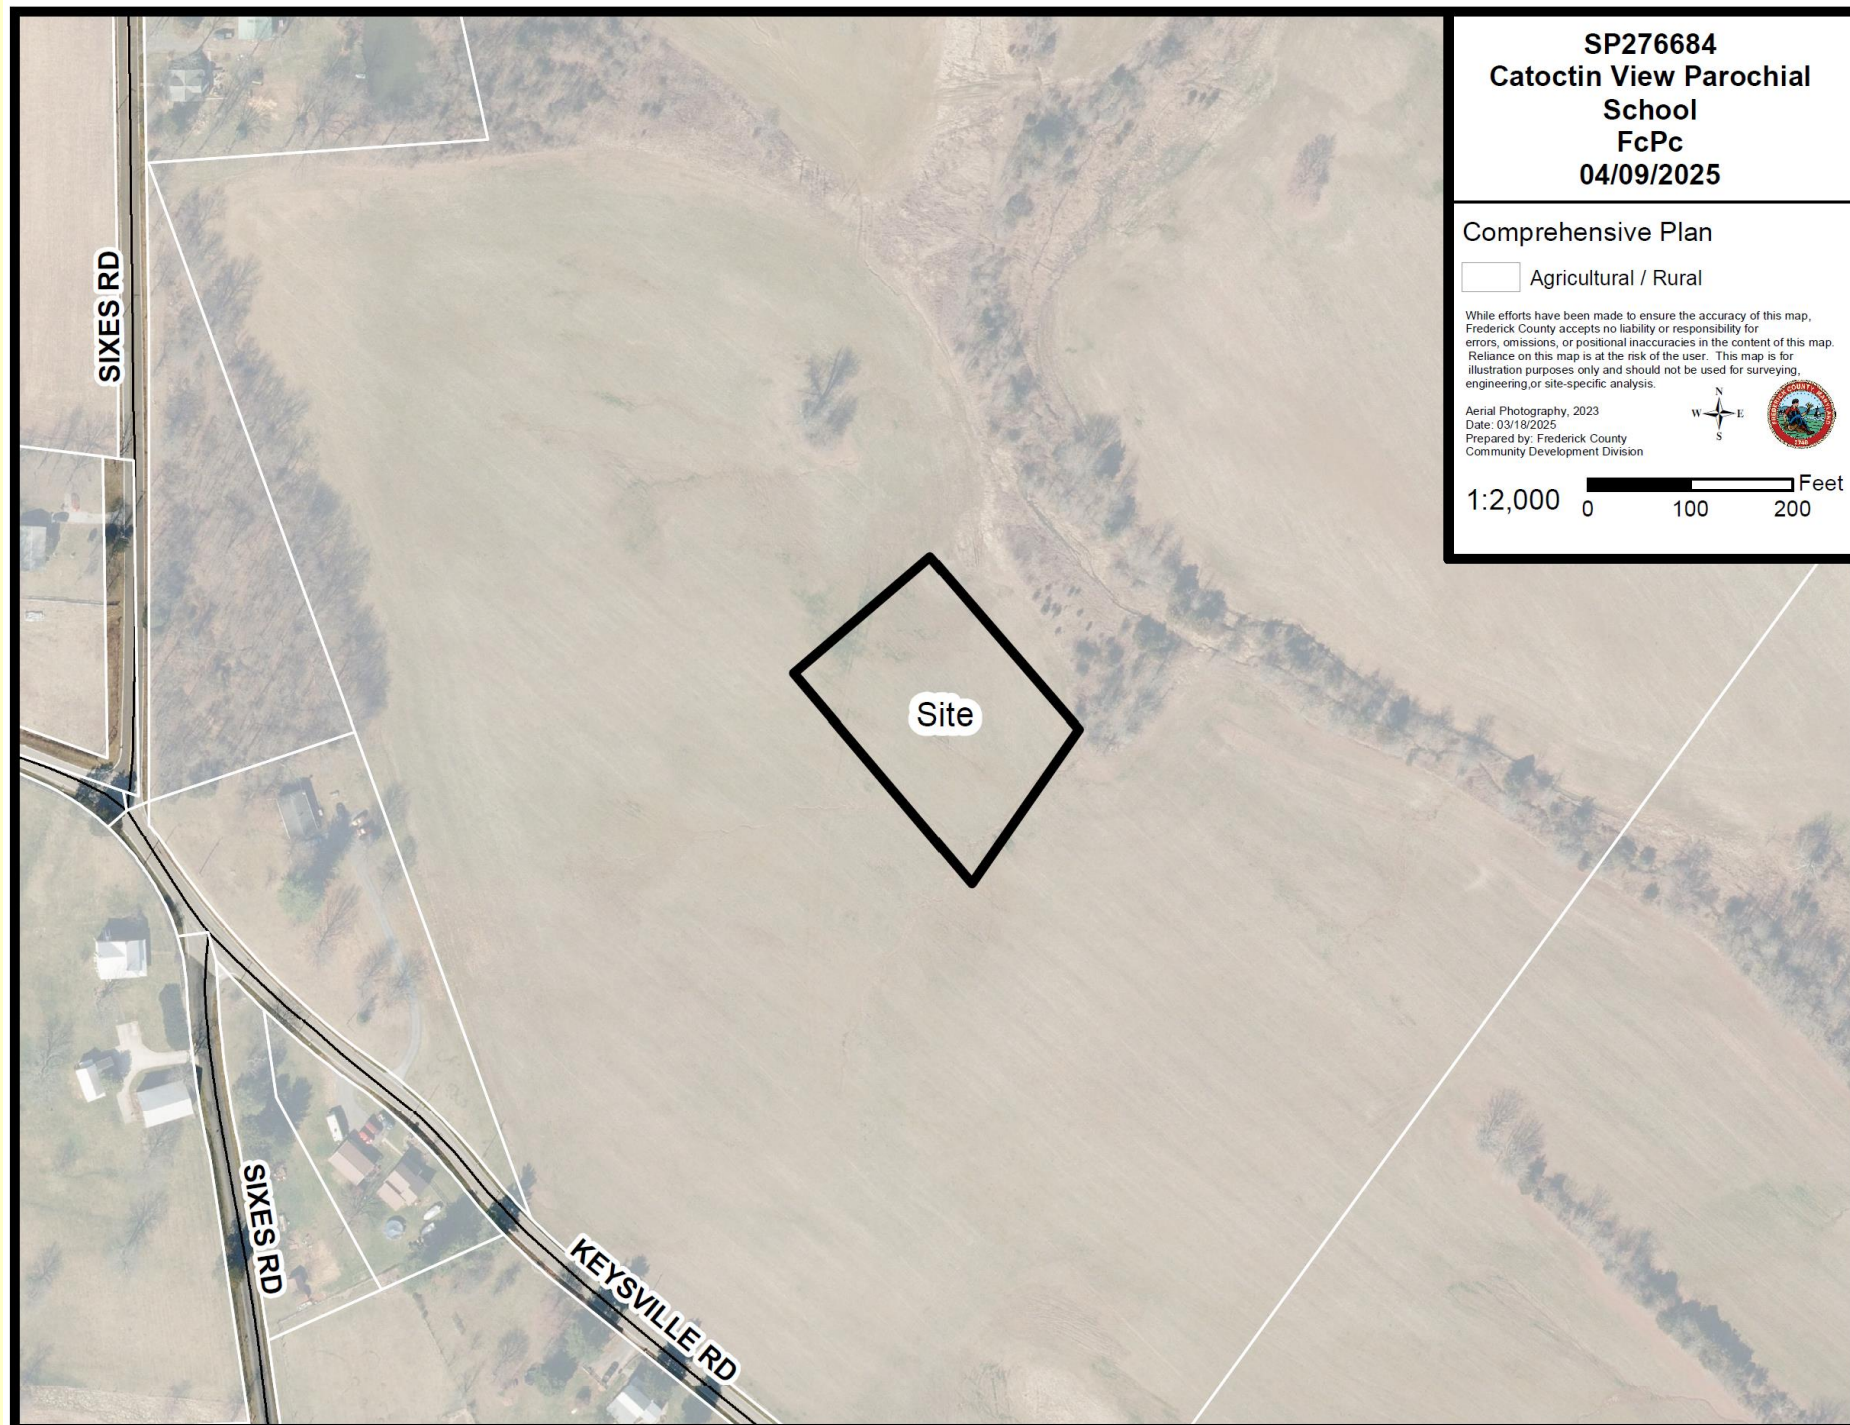 SP276684
Catoctin View Parochial
School
FcPc
04/09/2025
Comprehensive Plan
Agricultural / Rural
While efforts have been made to ensure the accuracy of this map,
Frederick County accepts no liability or responsibility for
errors, omissions, or positional inaccuracies in the content of this map.
Reliance on this map is at the risk of the user. This map is for
illustration purposes only and should not be used for surveying,
engineering,or site-specific analysis.
Aerial Photography, 2023
Date: 03/18/2025
Prepared by: Frederick County
Community Development Division
N
W E
S
FREDERICK COUNTY, MARYLAND
1748
1:2,000
Feet
0 100 200
SIXES RD
Site
SIXES RD
KEYSVILLE RD